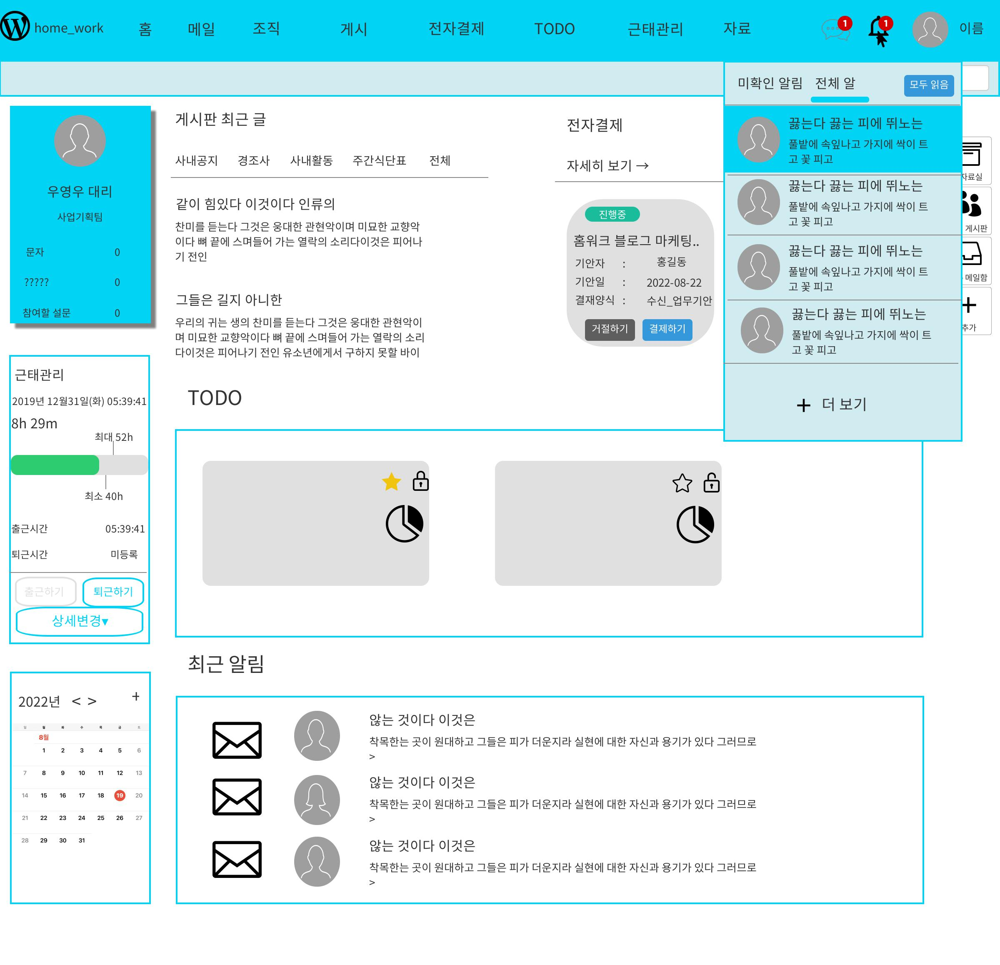 home_work
홈
메일
조직
게시
전자결제
TODO
근태관리
자료
1
1
이름
미확인 알림
전체 알
모두 읽음
끓는다 끓는 피에 뛰노는
풀밭에 속잎나고 가지에 싹이 트
고 꽃 피고
끓는다 끓는 피에 뛰노는
풀밭에 속잎나고 가지에 싹이 트
고 꽃 피고
끓는다 끓는 피에 뛰노는
풀밭에 속잎나고 가지에 싹이 트
고 꽃 피고
끓는다 끓는 피에 뛰노는
풀밭에 속잎나고 가지에 싹이 트
고 꽃 피고
+ 더 보기
자료실
게시판
메일함
추가
우영우 대리
사업기획팀
문자 0
????? 0
참여할 설문 0
게시판 최근 글
사내공지 경조사 사내활동 주간식단표 전체
같이 힘있다 이것이다 인류의
찬미를 듣는다 그것은 웅대한 관현악이며 미묘한 교향악
이다 뼈 끝에 스며들어 가는 열락의 소리다이것은 피어나
기 전인
그들은 길지 아니한
우리의 귀는 생의 찬미를 듣는다 그것은 웅대한 관현악이
며 미묘한 교향악이다 뼈 끝에 스며들어 가는 열락의 소리
다이것은 피어나기 전인 유소년에게서 구하지 못할 바이
전자결제
자세히 보기 →
진행중
홈워크 블로그 마케팅..
기안자 : 홍길동
기안일 : 2022-08-22
결재양식 : 수신_업무기안
거절하기
결제하기
근태관리
2019년 12월31일(화) 05:39:41
8h 29m
최대 52h
최소 40h
출근시간 05:39:41
퇴근시간 미등록
출근하기
퇴근하기
상세변경▾
TODO
최근 알림
않는 것이다 이것은
착목한는 곳이 원대하고 그들은 피가 더운지라 실현에 대한 자신과 용기가 있다 그러므로
>
않는 것이다 이것은
착목한는 곳이 원대하고 그들은 피가 더운지라 실현에 대한 자신과 용기가 있다 그러므로
>
않는 것이다 이것은
착목한는 곳이 원대하고 그들은 피가 더운지라 실현에 대한 자신과 용기가 있다 그러므로
>
2022년 < > +
일 월 화 수 목 금 토
8월
1 2 3 4 5 6
7 8 9 10 11 12 13
14 15 16 17 18 19 20
21 22 23 24 25 26 27
28 29 30 31